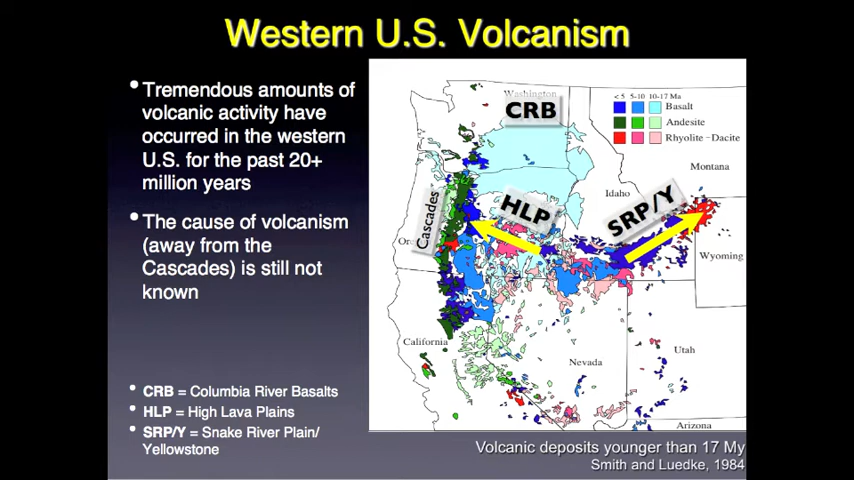 Western U.S. Volcanism
• Tremendous amounts of
volcanic activity have
occurred in the western
U.S. for the past 20+
million years
• The cause of volcanism
(away from the
Cascades) is still not
known
• CRB = Columbia River Basalts
• HLP = High Lava Plains
• SRP/Y = Snake River Plain/
Yellowstone
Washington
CRB
< 5 5-10 10-17 Ma
Basalt
Andesite
Rhyolite-Dacite
Montana
Idaho
Cascades
HLP
SRP/Y
Wyoming
California
Nevada
Utah
Arizona
Volcanic deposits younger than 17 My
Smith and Luedke, 1984